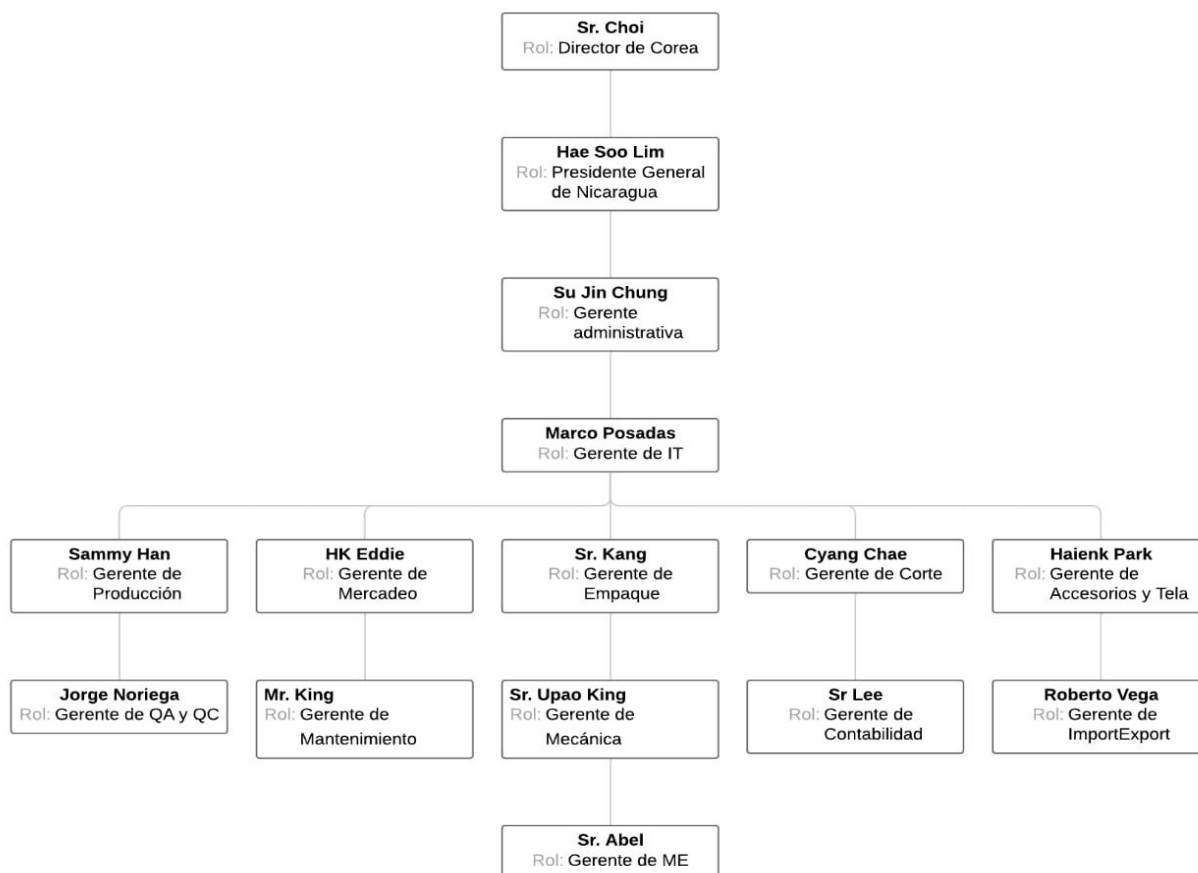 Sr. Choi
Rol: Director de Corea
Hae Soo Lim
Rol: Presidente General
de Nicaragua
Su Jin Chung
Rol: Gerente
administrativa
Marco Posadas
Rol: Gerente de IT
Sammy Han
Rol: Gerente de
Producción
HK Eddie
Rol: Gerente de
Mercadeo
Sr. Kang
Rol: Gerente de
Empaque
Cyang Chae
Rol: Gerente de Corte
Haienk Park
Rol: Gerente de
Accesorios y Tela
Jorge Noriega
Rol: Gerente de QA y QC
Mr. King
Rol: Gerente de
Mantenimiento
Sr. Upao King
Rol: Gerente de
Mecánica
Sr Lee
Rol: Gerente de
Contabilidad
Roberto Vega
Rol: Gerente de
ImportExport
Sr. Abel
Rol: Gerente de ME